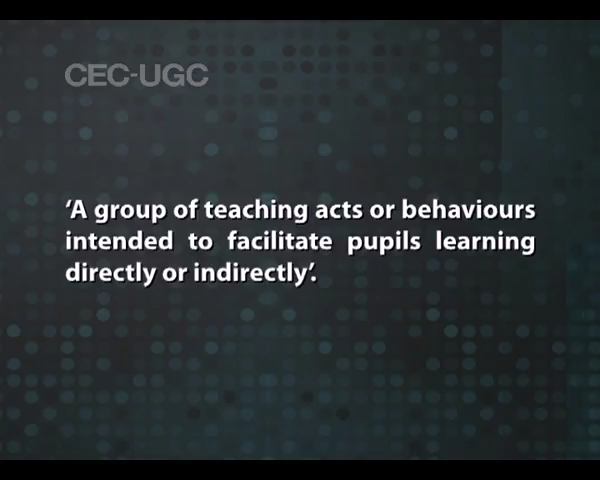 CEC-UGC
‘A group of teaching acts or behaviours
intended to facilitate pupils learning
directly or indirectly’.